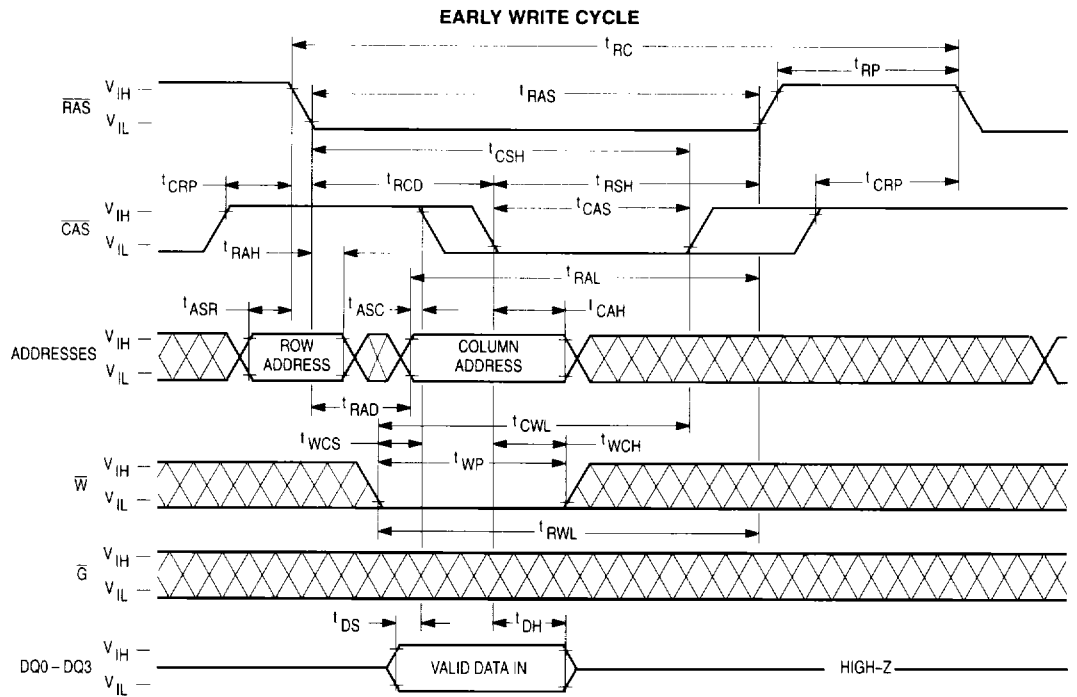 EARLY WRITE CYCLE
tRC
tRP
VIH
RAS
tRAS
VIL
tCSH
tCRP
tRCD
tRSH
tCRP
VIH
CAS
tCAS
VIL
tRAH
tRAL
tASR
tASC
tCAH
VIH
ADDRESSES
ROW ADDRESS
COLUMN ADDRESS
VIL
tRAD
tCWL
tWCS
tWCH
tWP
VIH
W
VIL
tRWL
VIH
G
VIL
tDS
tDH
VIH
DQ0–DQ3
VALID DATA IN
HIGH-Z
VIL